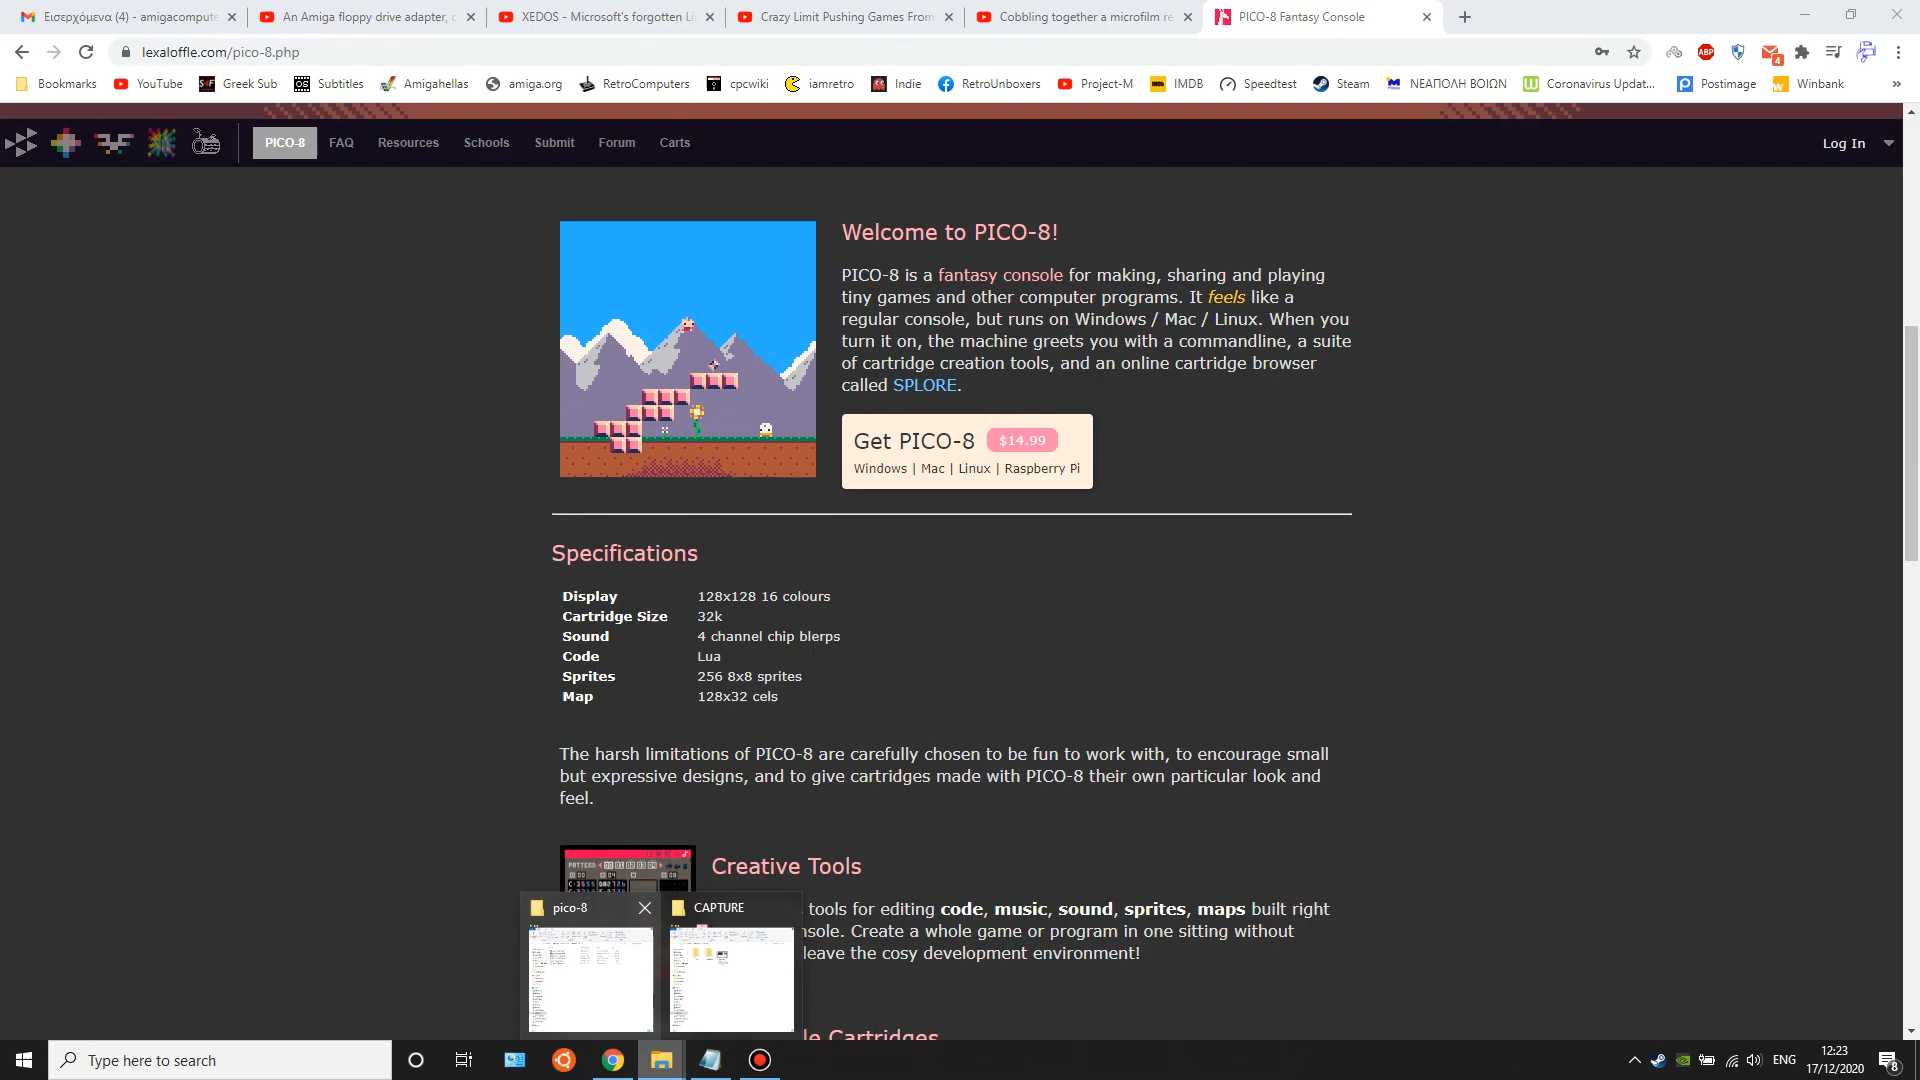 Εισερχόμενα (4) - amigacompute
An Amiga floppy drive adapter, c
XEDOS - Microsoft's forgotten Li
Crazy Limit Pushing Games From
Cobbling together a microfilm re
PICO-8 Fantasy Console
lexaloffle.com/pico-8.php
ABP
4
Bookmarks
YouTube
Greek Sub
Subtitles
Amigahellas
amiga.org
RetroComputers
cpcwiki
iamretro
Indie
RetroUnboxers
Project-M
IMDB
Speedtest
Steam
ΝΕΑΠΟΛΗ ΒΟΙΩΝ
Coronavirus Updat...
Postimage
Winbank
»
PICO-8
FAQ
Resources
Schools
Submit
Forum
Carts
Log In
Welcome to PICO-8!
PICO-8 is a fantasy console for making, sharing and playing
tiny games and other computer programs. It feels like a
regular console, but runs on Windows / Mac / Linux. When you
turn it on, the machine greets you with a commandline, a suite
of cartridge creation tools, and an online cartridge browser
called SPLORE.
Get PICO-8 $14.99
Windows | Mac | Linux | Raspberry Pi
Specifications
Display 128x128 16 colours
Cartridge Size 32k
Sound 4 channel chip blerps
Code Lua
Sprites 256 8x8 sprites
Map 128x32 cels
The harsh limitations of PICO-8 are carefully chosen to be fun to work with, to encourage small
but expressive designs, and to give cartridges made with PICO-8 their own particular look and
feel.
PATTERN
Creative Tools
tools for editing code, music, sound, sprites, maps built right
nsole. Create a whole game or program in one sitting without
leave the cosy development environment!
le Cartridges
pico-8
CAPTURE
Type here to search
ENG
12:23
17/12/2020
8